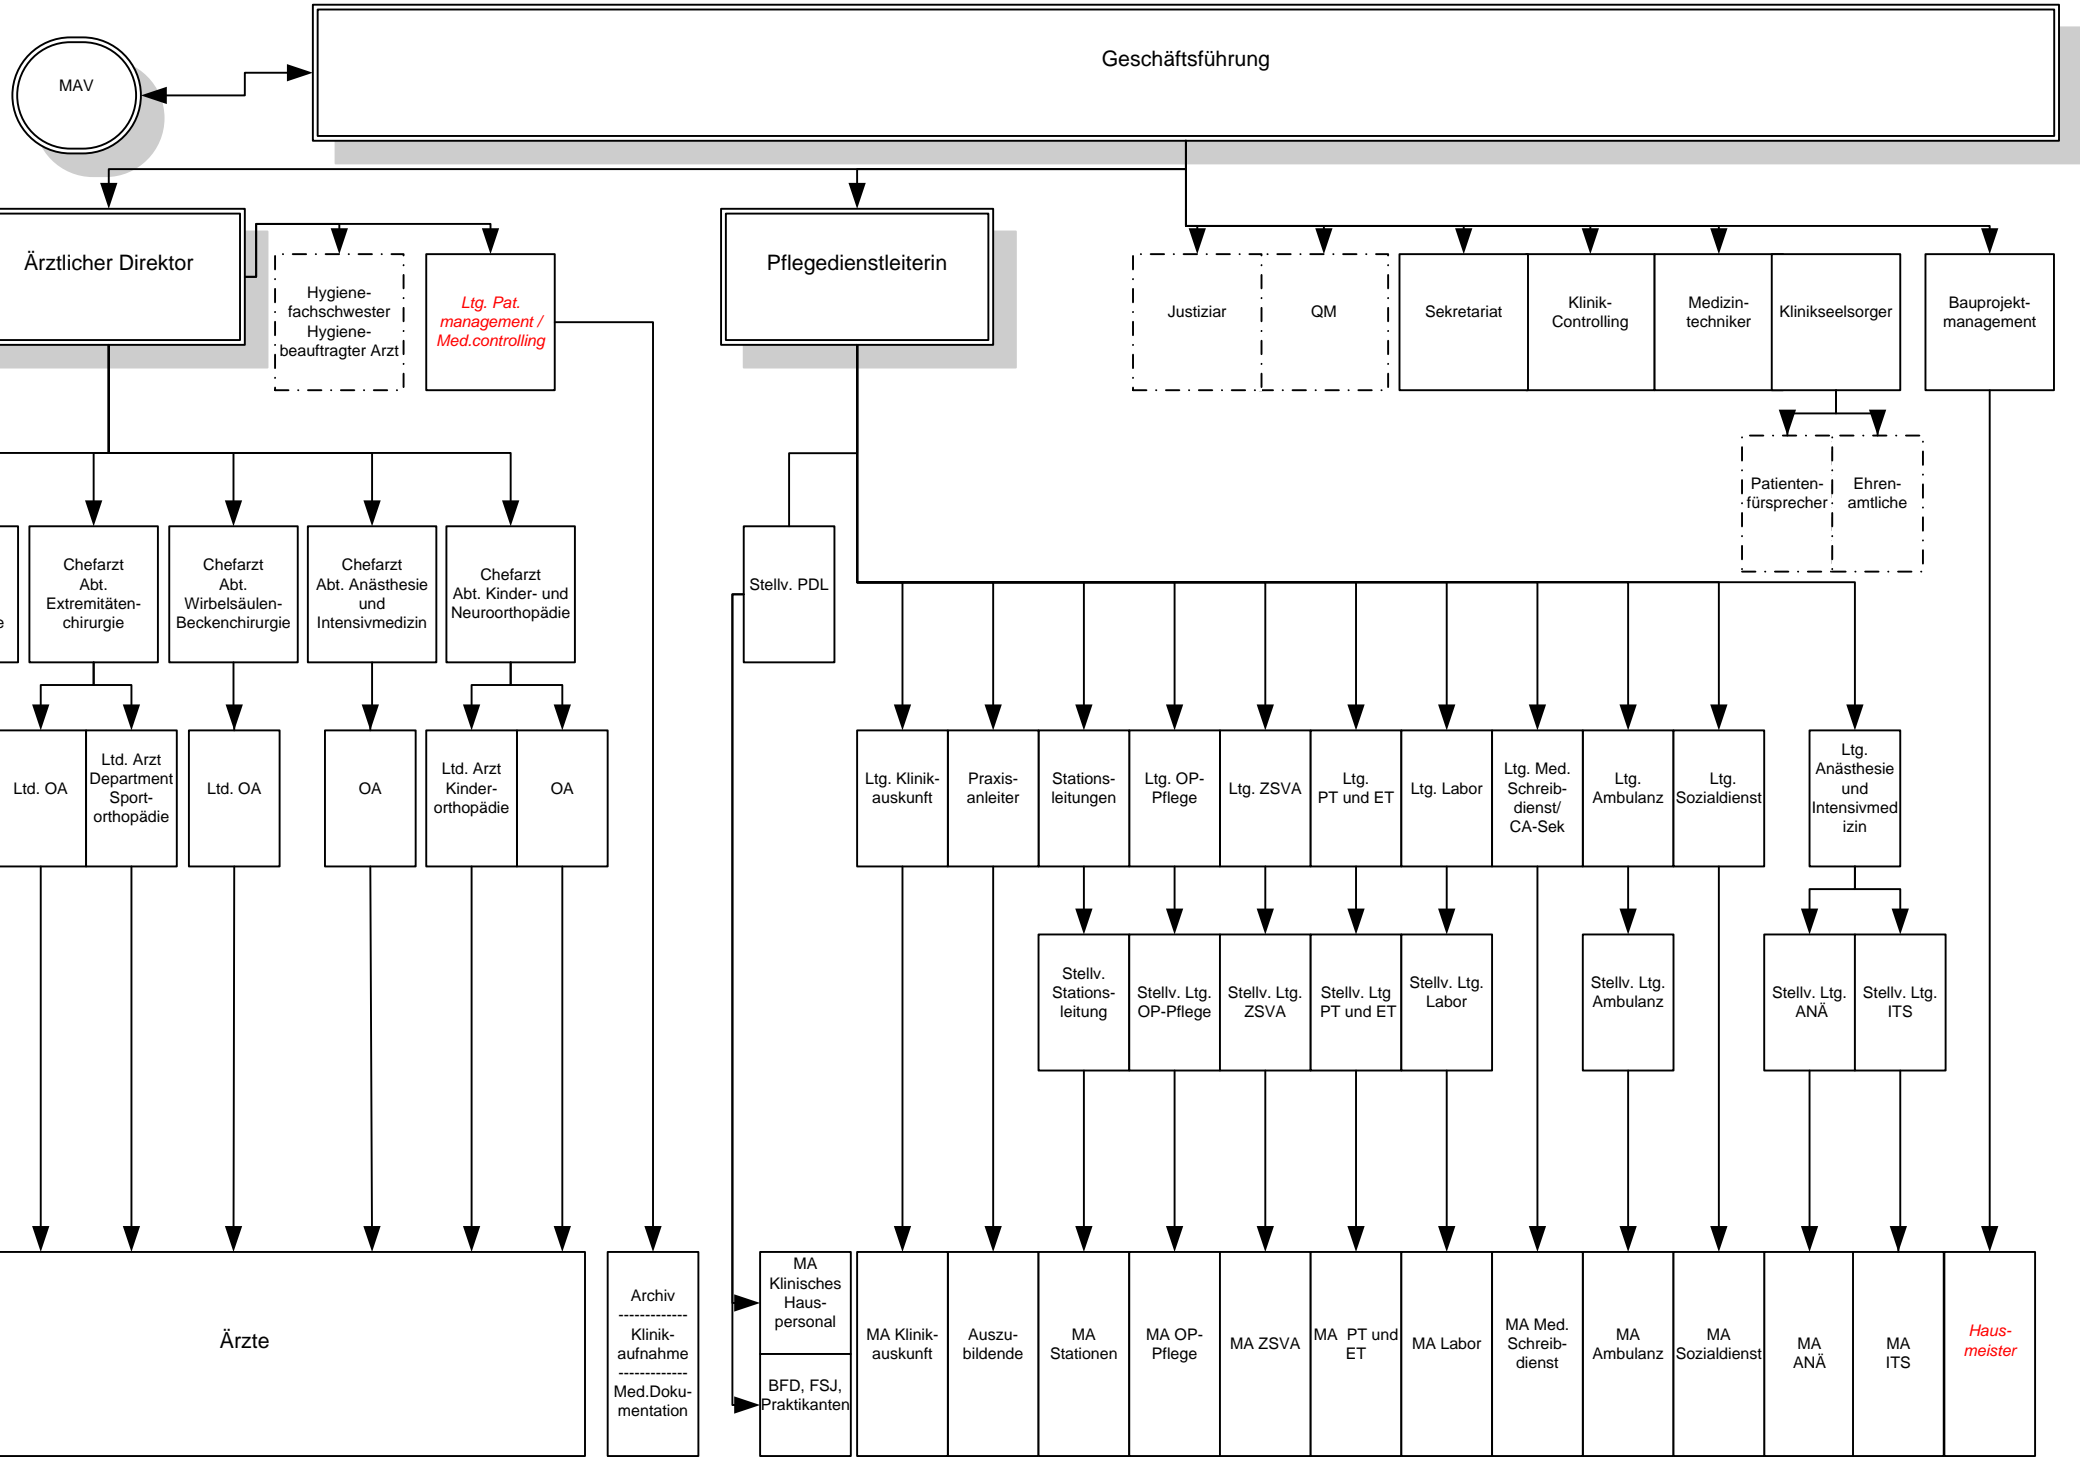 Geschäftsführung
MAV
Ärztlicher Direktor
Hygiene-
fachschwester
Hygiene-
beauftragter Arzt
Ltg. Pat.
management /
Med.controlling
Pflegedienstleiterin
Justiziar
QM
Sekretariat
Klinik-
Controlling
Medizin-
techniker
Klinikseelsorger
Bauprojekt-
management
Patienten-
fürsprecher
Ehren-
amtliche
e
Chefarzt
Abt.
Extremitäten-
chirurgie
Chefarzt
Abt.
Wirbelsäulen-
Beckenchirurgie
Chefarzt
Abt. Anästhesie
und
Intensivmedizin
Chefarzt
Abt. Kinder- und
Neuroorthopädie
Stellv. PDL
Ltd. OA
Ltd. Arzt
Department
Sport-
orthopädie
Ltd. OA
OA
Ltd. Arzt
Kinder-
orthopädie
OA
Ltg. Klinik-
auskunft
Praxis-
anleiter
Stations-
leitungen
Ltg. OP-
Pflege
Ltg. ZSVA
Ltg.
PT und ET
Ltg. Labor
Ltg. Med.
Schreib-
dienst/
CA-Sek
Ltg.
Ambulanz
Ltg.
Sozialdienst
Ltg.
Anästhesie
und
Intensivmed
izin
Stellv.
Stations-
leitung
Stellv. Ltg.
OP-Pflege
Stellv. Ltg.
ZSVA
Stellv. Ltg
PT und ET
Stellv. Ltg.
Labor
Stellv. Ltg.
Ambulanz
Stellv. Ltg.
ANÄ
Stellv. Ltg.
ITS
Ärzte
Archiv
-------------
Klinik-
aufnahme
-------------
Med.Doku-
mentation
MA
Klinisches
Haus-
personal
BFD, FSJ,
Praktikanten
MA Klinik-
auskunft
Auszu-
bildende
MA
Stationen
MA OP-
Pflege
MA ZSVA
MA PT und
ET
MA Labor
MA Med.
Schreib-
dienst
MA
Ambulanz
MA
Sozialdienst
MA
ANÄ
MA
ITS
Haus-
meister